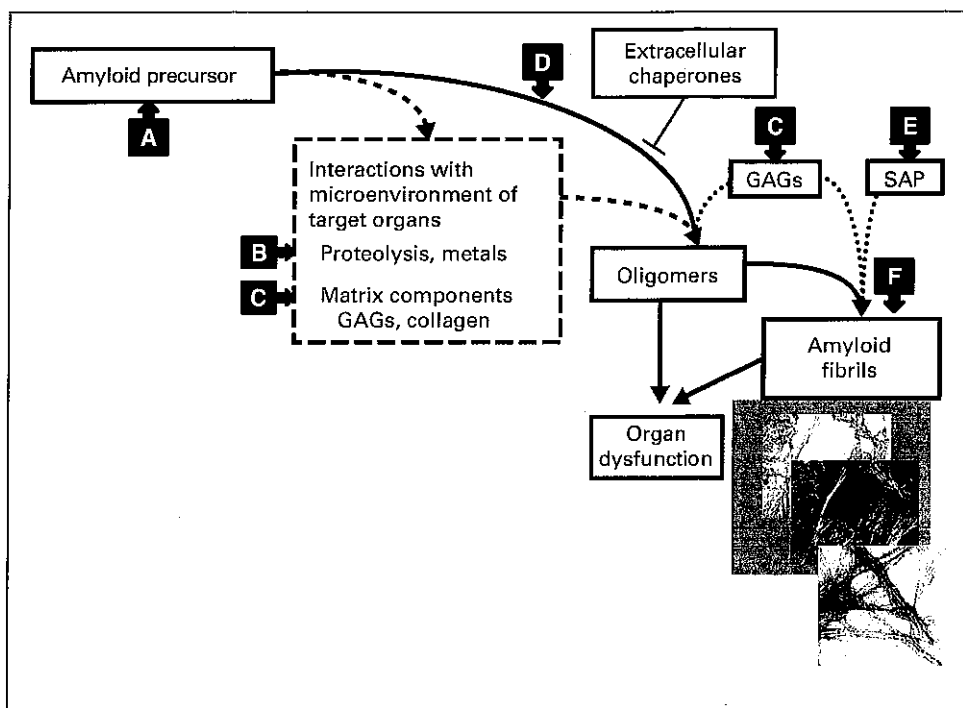 Amyloid precursor
A
D
Extracellular
chaperones
Interactions with
microenvironment of
target organs
B
Proteolysis, metals
C
Matrix components
GAGs, collagen
C
GAGs
E
SAP
Oligomers
F
Amyloid
fibrils
Organ
dysfunction